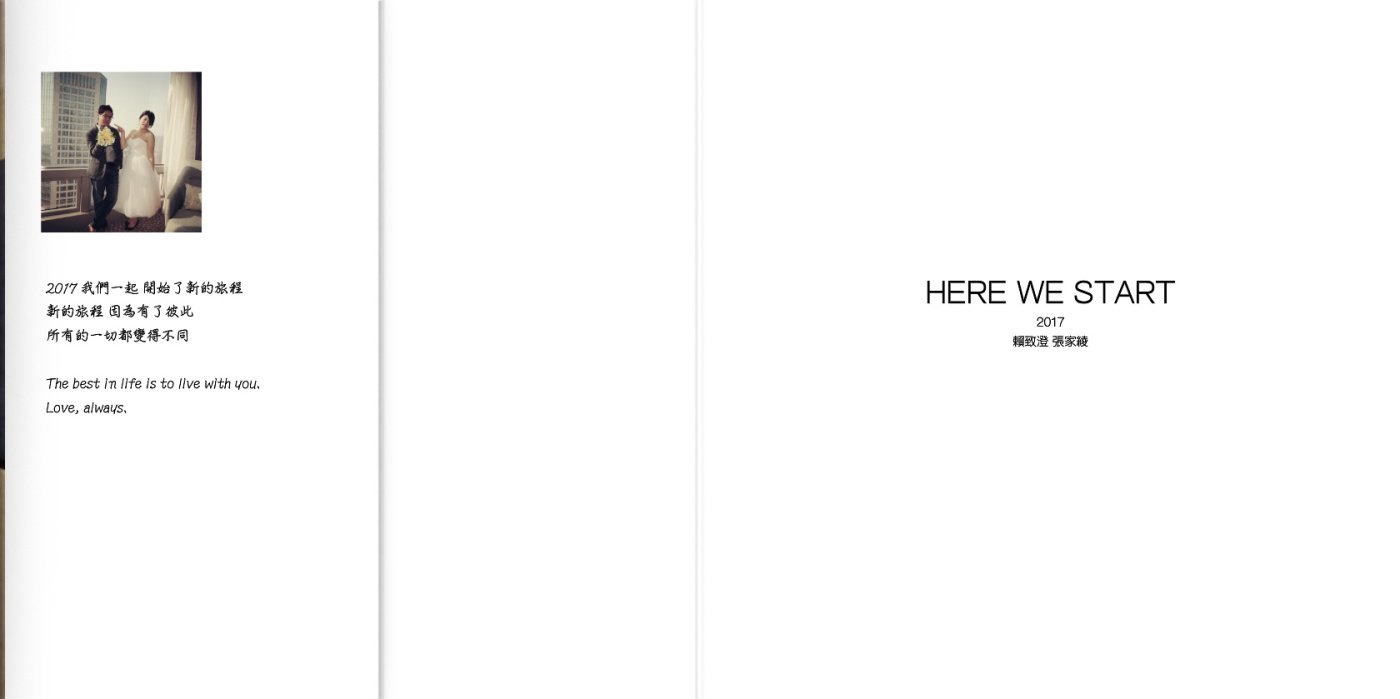 2017 我們一起 開始了新的旅程
新的旅程 因為有了彼此
所有的一切都變得不同
The best in life is to live with you.
Love, always.
HERE WE START
2017
賴致澄 張家綾